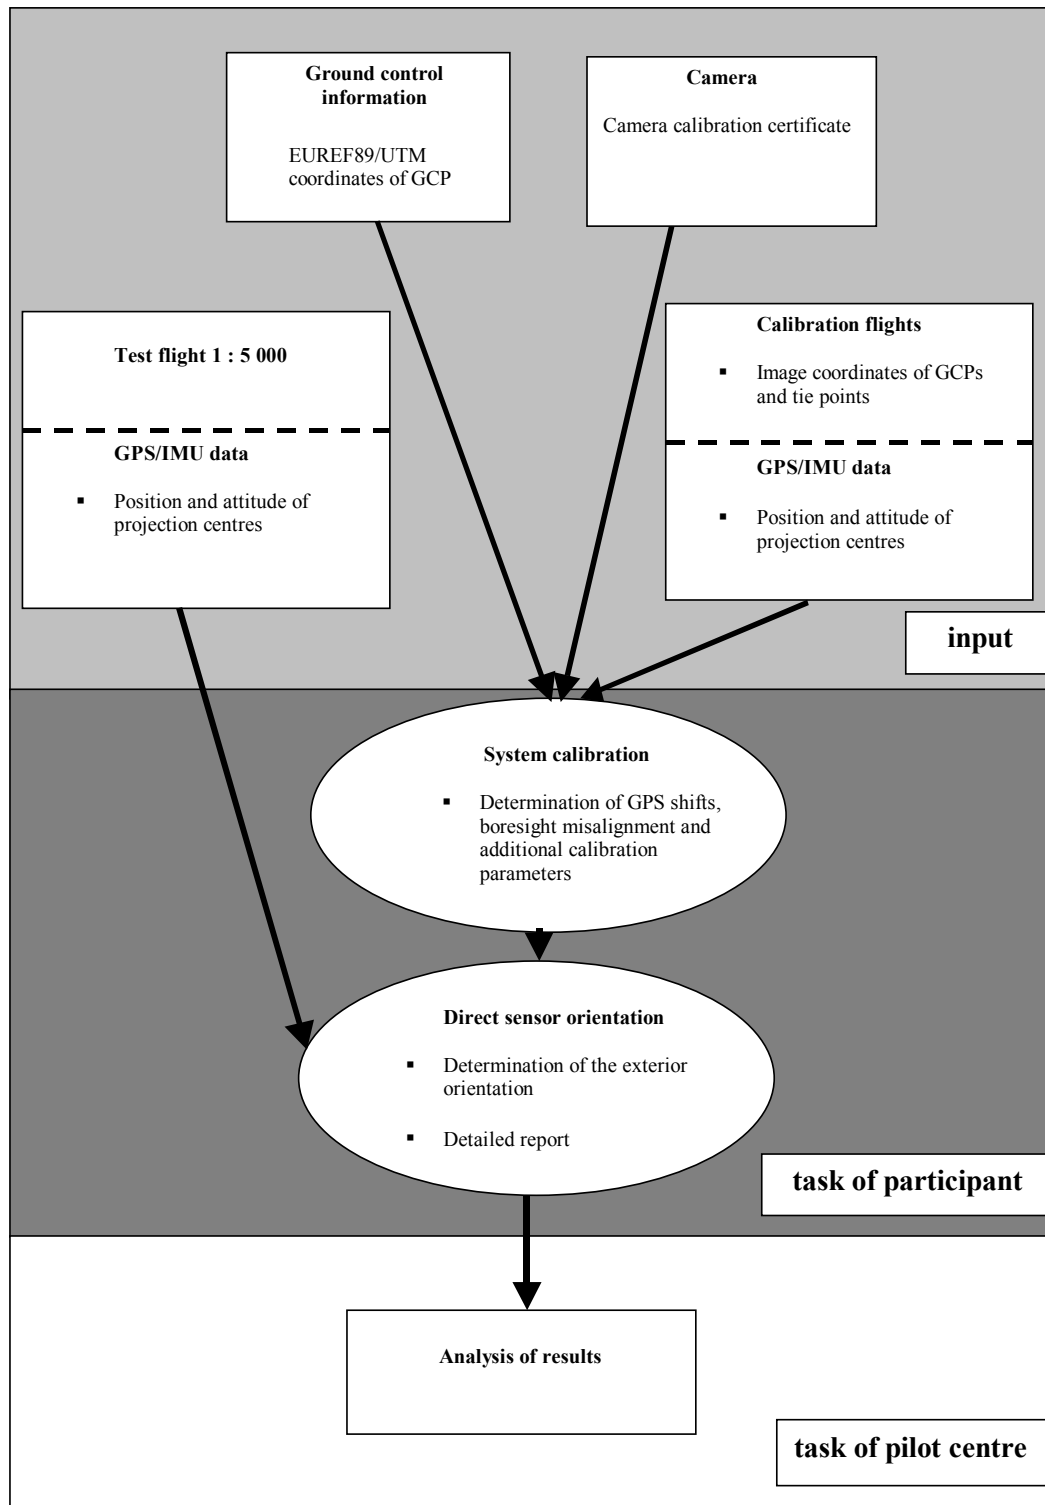 Ground control
information
EUREF89/UTM
coordinates of GCP
Camera
Camera calibration certificate
Test flight 1 : 5 000
GPS/IMU data
▪ Position and attitude of
projection centres
Calibration flights
▪ Image coordinates of GCPs
and tie points
GPS/IMU data
▪ Position and attitude of
projection centres
input
System calibration
▪ Determination of GPS shifts,
boresight misalignment and
additional calibration
parameters
Direct sensor orientation
▪ Determination of the exterior
orientation
▪ Detailed report
task of participant
Analysis of results
task of pilot centre